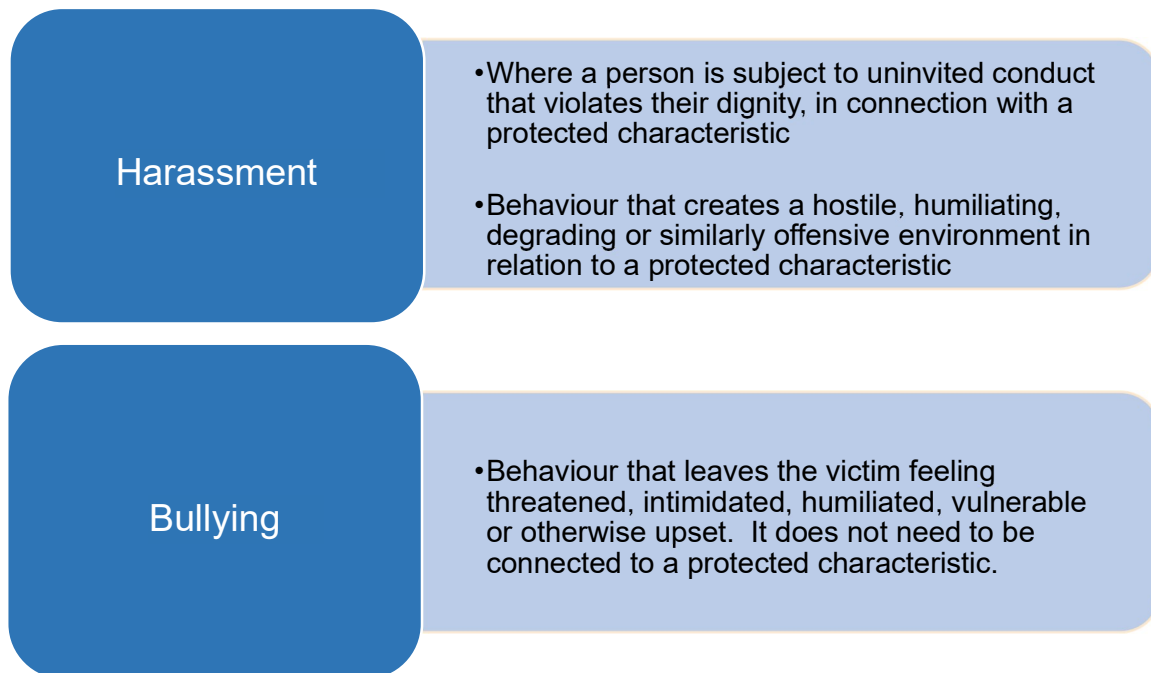 Harassment
•Where a person is subject to uninvited conduct
that violates their dignity, in connection with a
protected characteristic
•Behaviour that creates a hostile, humiliating,
degrading or similarly offensive environment in
relation to a protected characteristic
Bullying
•Behaviour that leaves the victim feeling
threatened, intimidated, humiliated, vulnerable
or otherwise upset.  It does not need to be
connected to a protected characteristic.